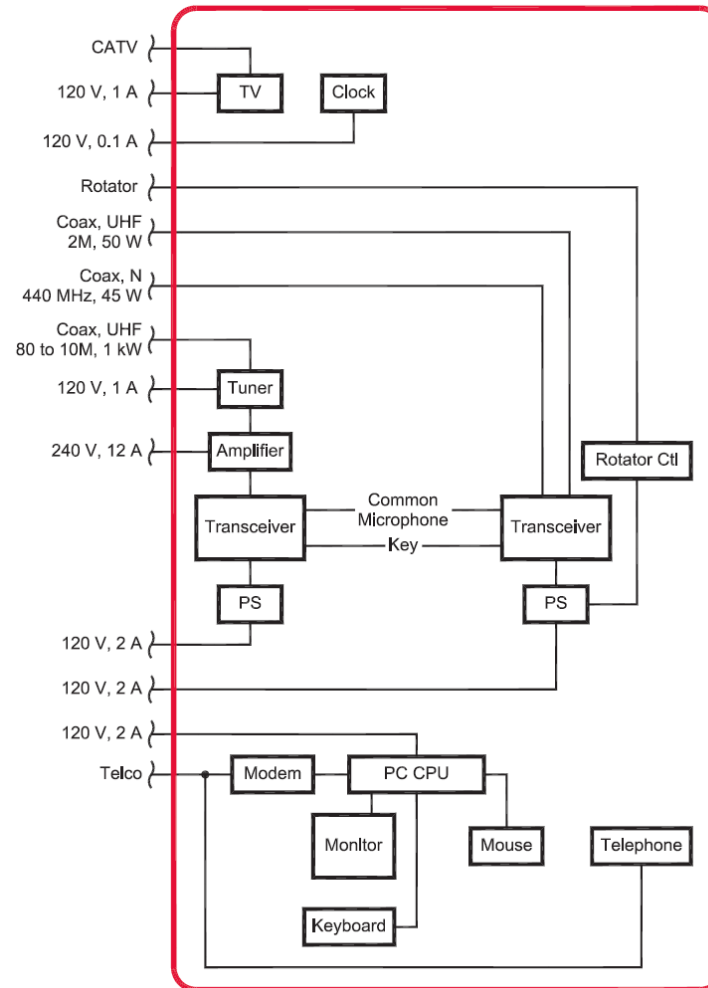 CATV
120 V, 1 A
TV
Clock
120 V, 0.1 A
Rotator
Coax, UHF
2M, 50 W
Coax, N
440 MHz, 45 W
Coax, UHF
80 to 10M, 1 kW
120 V, 1 A
Tuner
240 V, 12 A
Amplifier
Rotator Ctl
Transceiver
Common
Microphone
Key
Transceiver
PS
PS
120 V, 2 A
120 V, 2 A
120 V, 2 A
Telco
Modem
PC CPU
MonItor
Mouse
Telephone
Keyboard